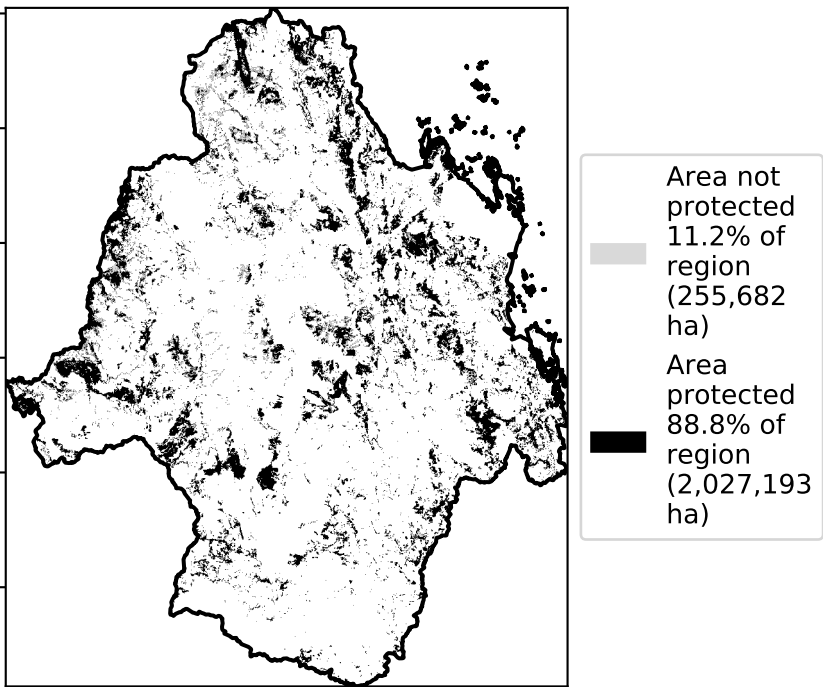 Area not
protected
11.2% of
region
(255,682
ha)
Area
protected
88.8% of
region
(2,027,193
ha)